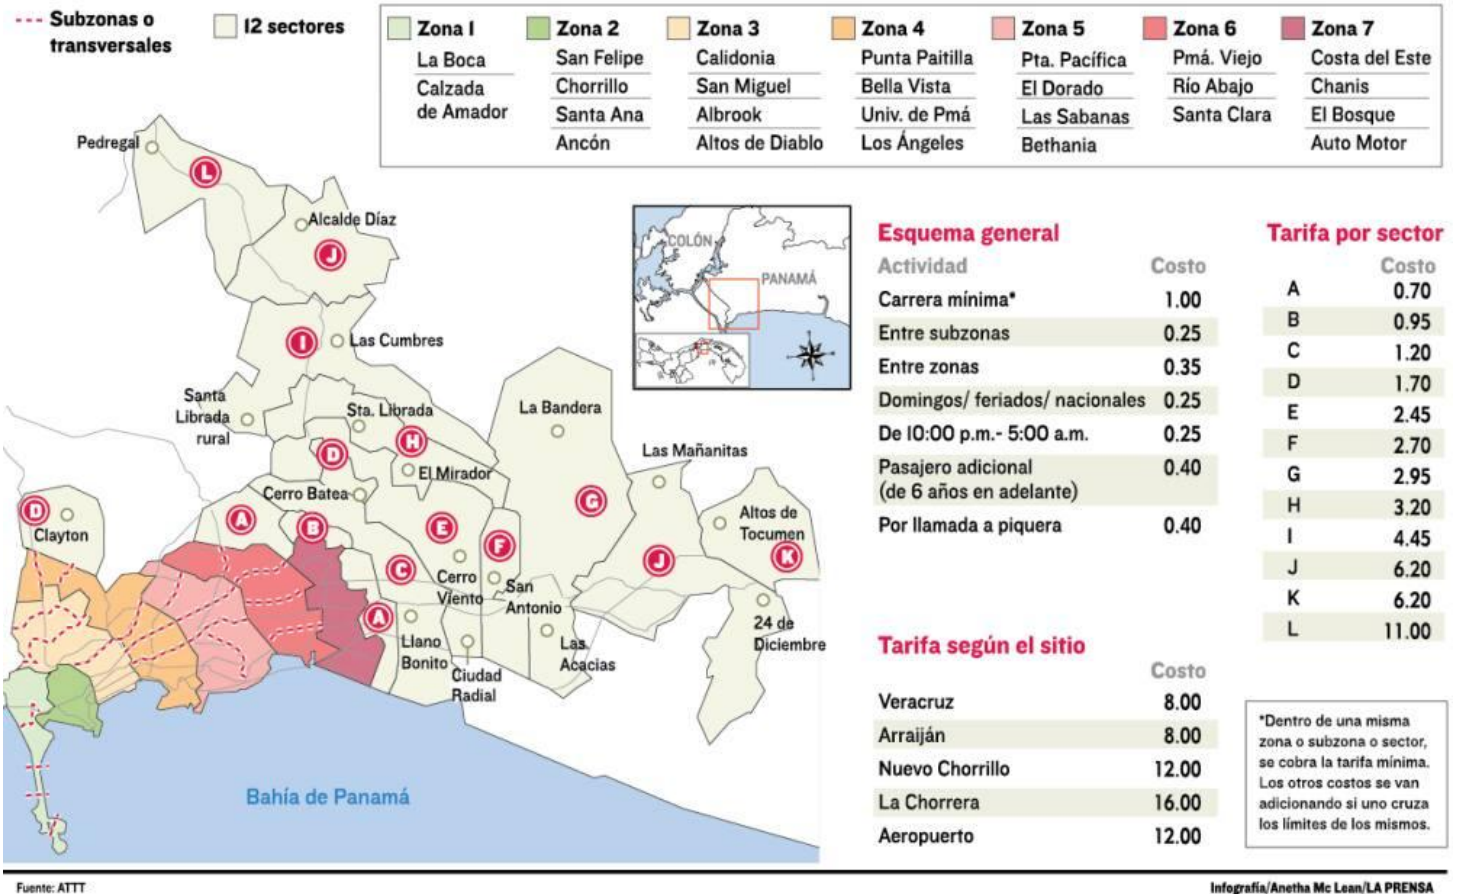 Subzonas o
transversales
12 sectores
Zona 1
La Boca
Calzada
de Amador
Zona 2
San Felipe
Chorrillo
Santa Ana
Ancón
Zona 3
Calidonia
San Miguel
Albrook
Altos de Diablo
Zona 4
Punta Paitilla
Bella Vista
Univ. de Pmá
Los Ángeles
Zona 5
Pta. Pacífica
El Dorado
Las Sabanas
Bethania
Zona 6
Pmá. Viejo
Río Abajo
Santa Clara
Zona 7
Costa del Este
Chanis
El Bosque
Auto Motor
Pedregal
L
Alcalde Díaz
J
I
Las Cumbres
Santa
Librada
rural
Sta. Librada
H
D
El Mirador
Cerro Batea
La Bandera
G
Las Mañanitas
D
Clayton
A
B
E
F
C
Cerro
Viento
San
Antonio
J
Altos de
Tocumen
K
A
Llano
Bonito
Ciudad
Radial
Las
Acacias
24 de
Diciembre
Bahía de Panamá
COLÓN
PANAMÁ
Esquema general
Actividad Costo
Carrera mínima* 1.00
Entre subzonas 0.25
Entre zonas 0.35
Domingos/ feriados/ nacionales 0.25
De 10:00 p.m.- 5:00 a.m. 0.25
Pasajero adicional 0.40
(de 6 años en adelante)
Por llamada a piquera 0.40
Tarifa según el sitio
Costo
Veracruz 8.00
Arraiján 8.00
Nuevo Chorrillo 12.00
La Chorrera 16.00
Aeropuerto 12.00
Tarifa por sector
Costo
A 0.70
B 0.95
C 1.20
D 1.70
E 2.45
F 2.70
G 2.95
H 3.20
I 4.45
J 6.20
K 6.20
L 11.00
*Dentro de una misma
zona o subzona o sector,
se cobra la tarifa mínima.
Los otros costos se van
adicionando si uno cruza
los límites de los mismos.
Fuente: ATTT
Infografía/Anetha Mc Lean/LA PRENSA